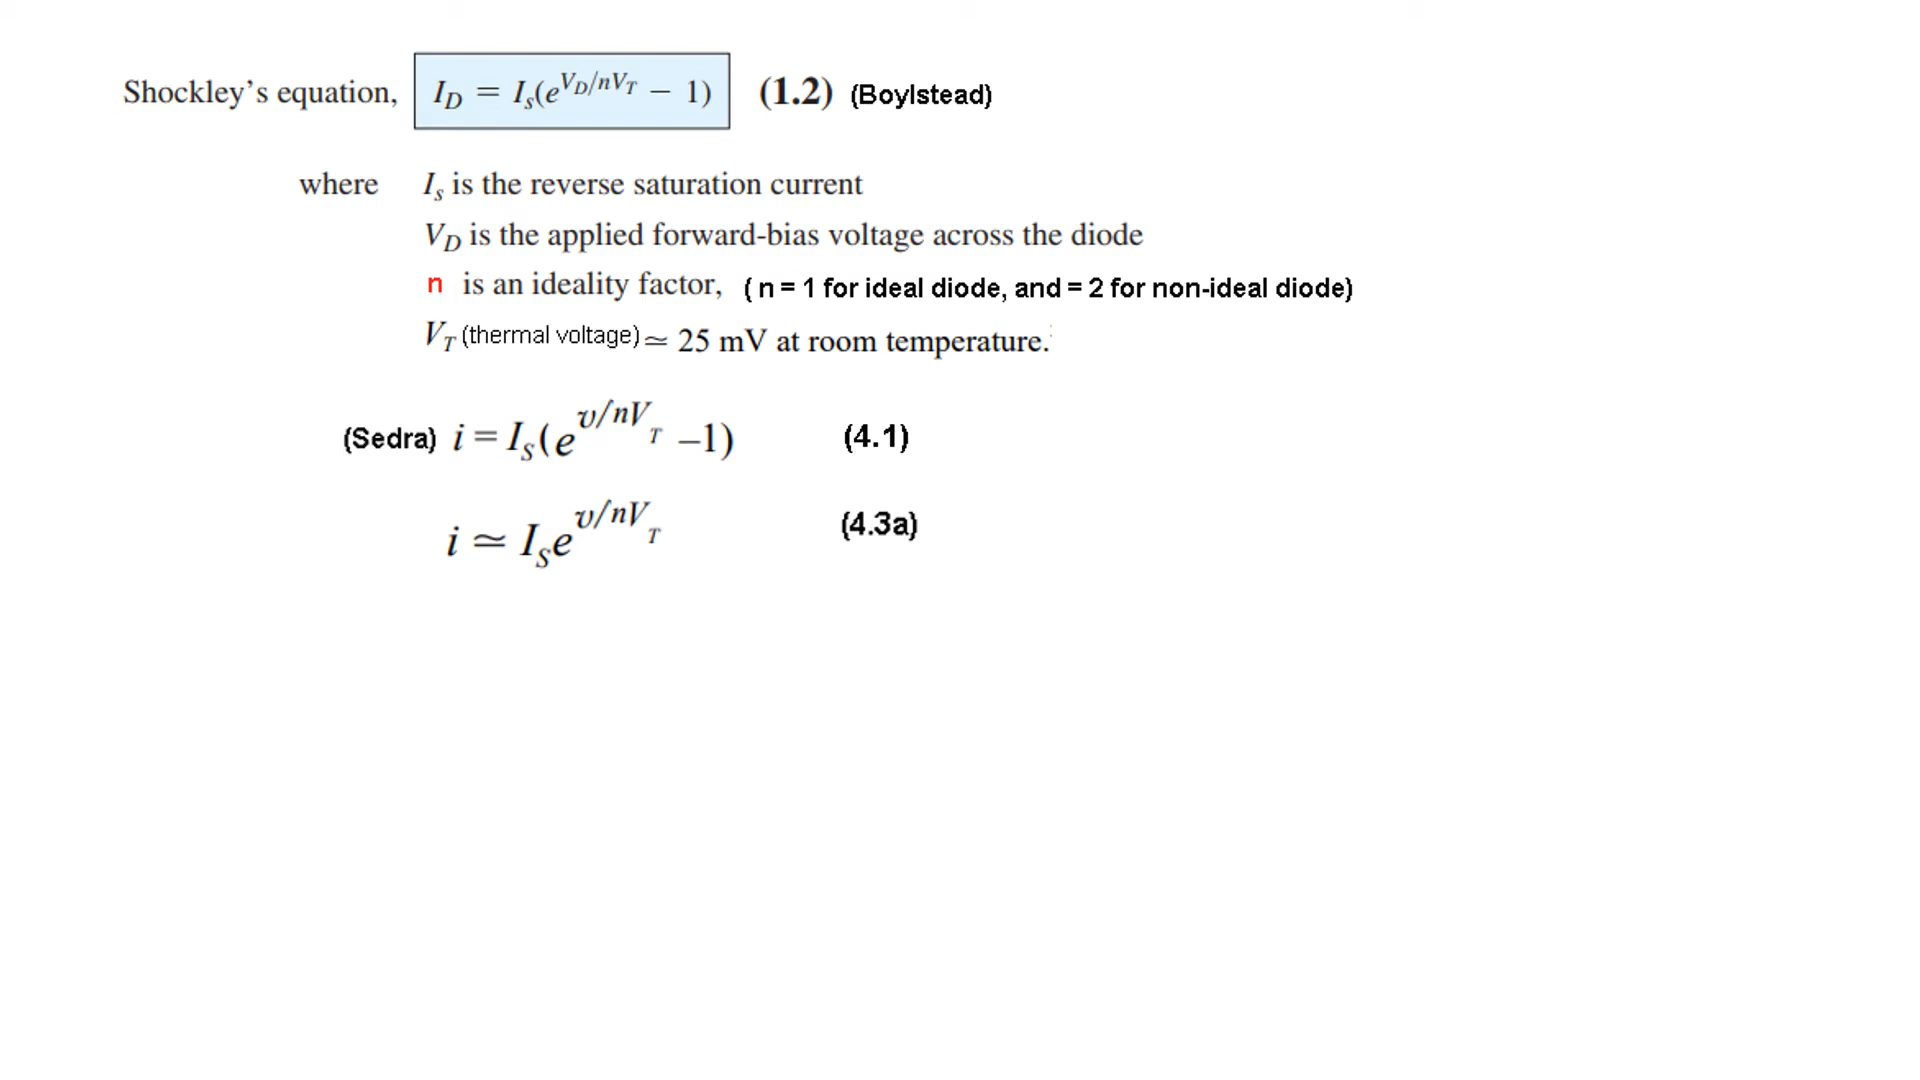 Shockley's equation, I_D = I_s(e^{V_D/nV_T} − 1) (1.2) (Boylstead)
where I_s is the reverse saturation current
V_D is the applied forward-bias voltage across the diode
n is an ideality factor, ( n = 1 for ideal diode, and = 2 for non-ideal diode)
V_T (thermal voltage) ≃ 25 mV at room temperature.
(Sedra) i = I_S(e^{υ/nV_T} –1) (4.1)
i ≃ I_S e^{υ/nV_T} (4.3a)